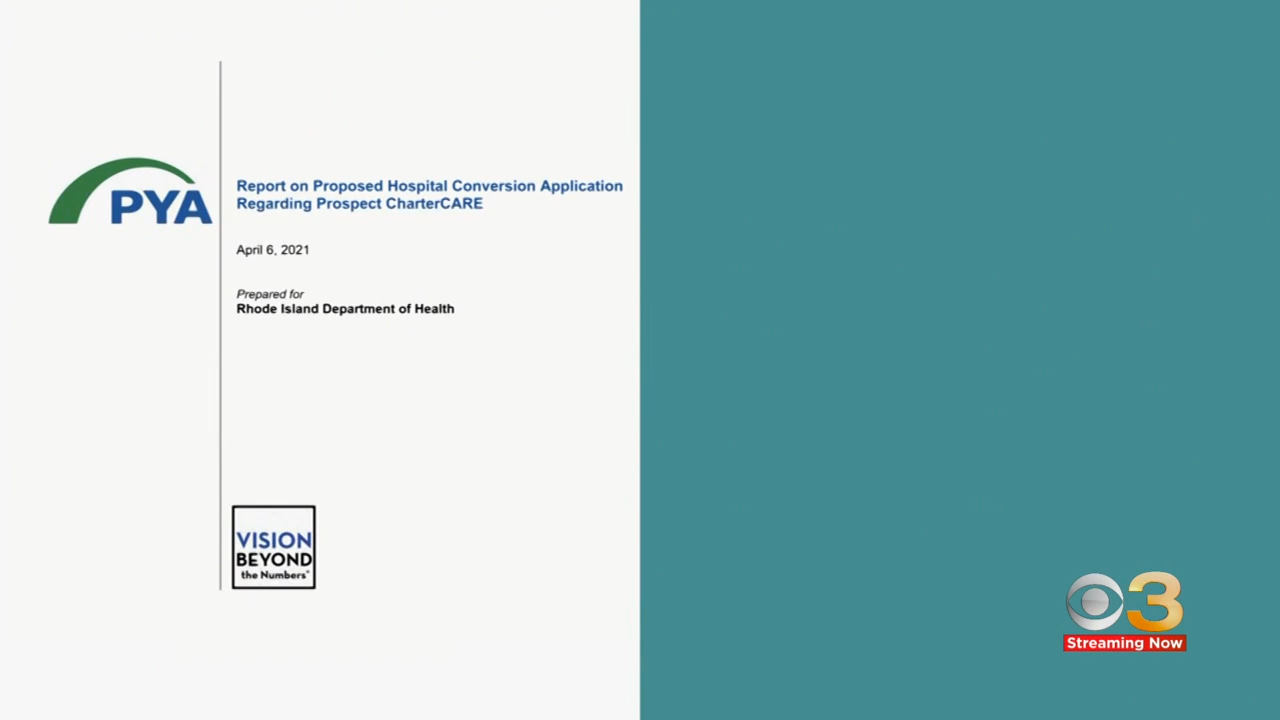 PYA
Report on Proposed Hospital Conversion Application
Regarding Prospect CharterCARE
April 6, 2021
Prepared for
Rhode Island Department of Health
VISION
BEYOND
the Numbers®
3
Streaming Now